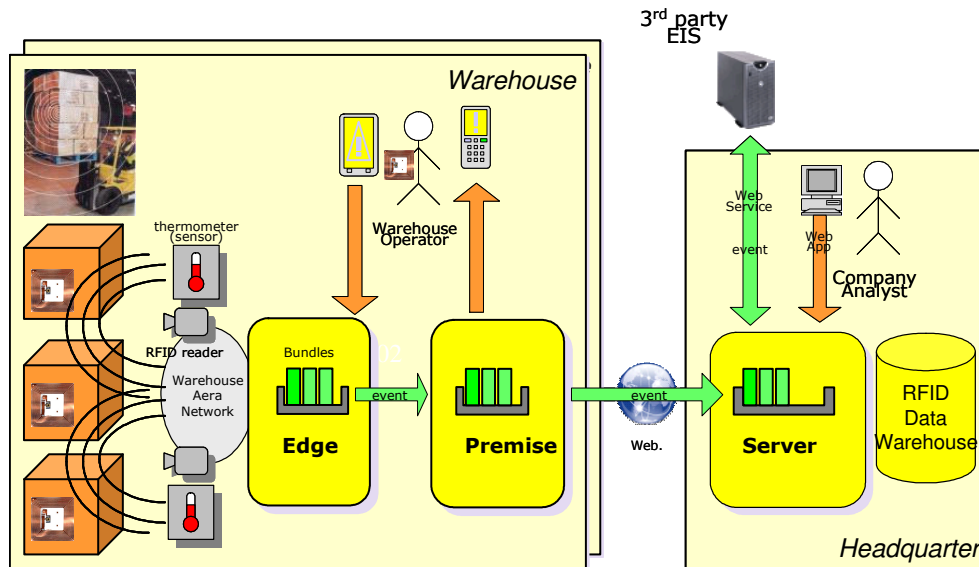 3rd party
EIS
Warehouse
thermometer
(sensor)
Warehouse
Operator
Web
Service
event
Web
App
Company
Analyst
RFID reader
Warehouse
Aera
Network
Bundles
02
event
event
Web.
Edge
Premise
Server
RFID
Data
Warehouse
Headquarter